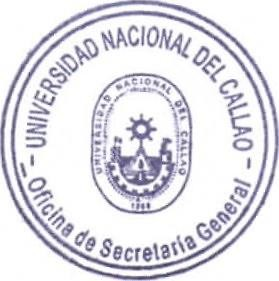 - UNIVERSIDAD NACIONAL DEL CALLAO -
Oficina de Secretaría General
UNIVERSIDAD NACIONAL DEL CALLAO
1966